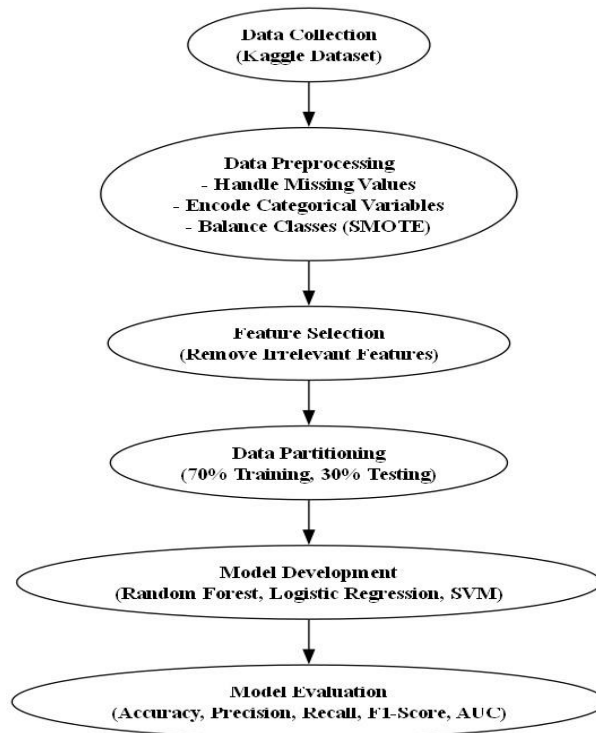 Data Collection
(Kaggle Dataset)
Data Preprocessing
- Handle Missing Values
- Encode Categorical Variables
- Balance Classes (SMOTE)
Feature Selection
(Remove Irrelevant Features)
Data Partitioning
(70% Training, 30% Testing)
Model Development
(Random Forest, Logistic Regression, SVM)
Model Evaluation
(Accuracy, Precision, Recall, F1-Score, AUC)